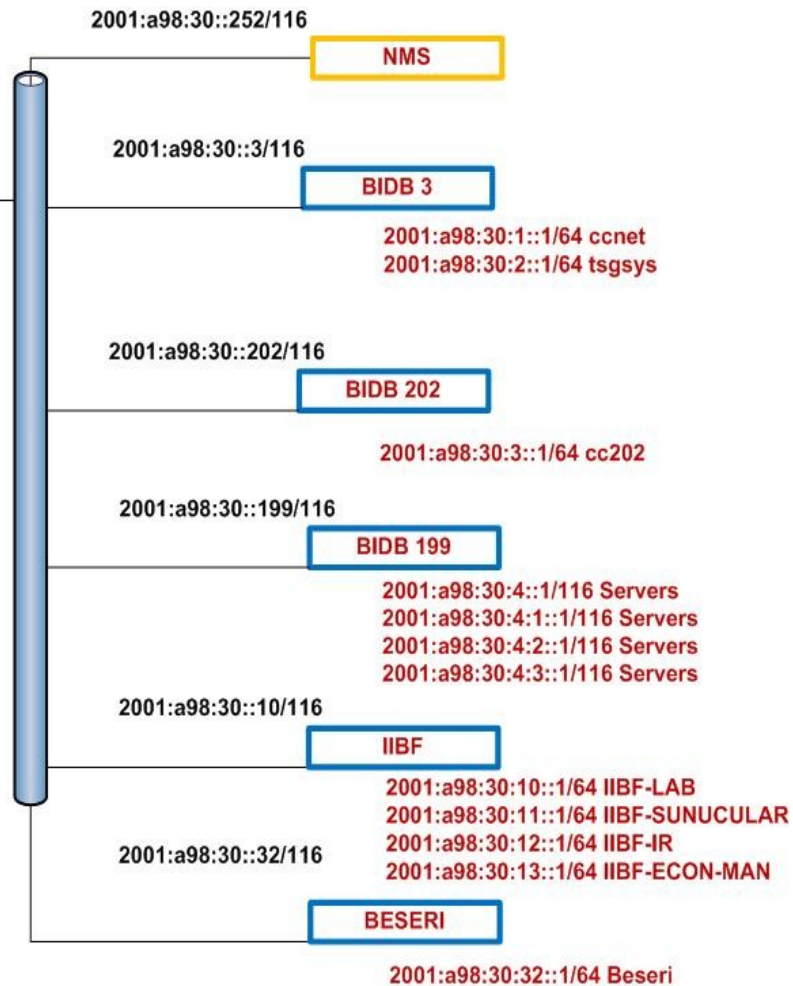 2001:a98:30::252/116
NMS
2001:a98:30::3/116
BIDB 3
2001:a98:30:1::1/64 ccnet
2001:a98:30:2::1/64 tsgsys
2001:a98:30::202/116
BIDB 202
2001:a98:30:3::1/64 cc202
2001:a98:30::199/116
BIDB 199
2001:a98:30:4::1/116 Servers
2001:a98:30:4:1::1/116 Servers
2001:a98:30:4:2::1/116 Servers
2001:a98:30:4:3::1/116 Servers
2001:a98:30::10/116
IIBF
2001:a98:30:10::1/64 IIBF-LAB
2001:a98:30:11::1/64 IIBF-SUNUCULAR
2001:a98:30:12::1/64 IIBF-IR
2001:a98:30:13::1/64 IIBF-ECON-MAN
2001:a98:30::32/116
BESERI
2001:a98:30:32::1/64 Beseri